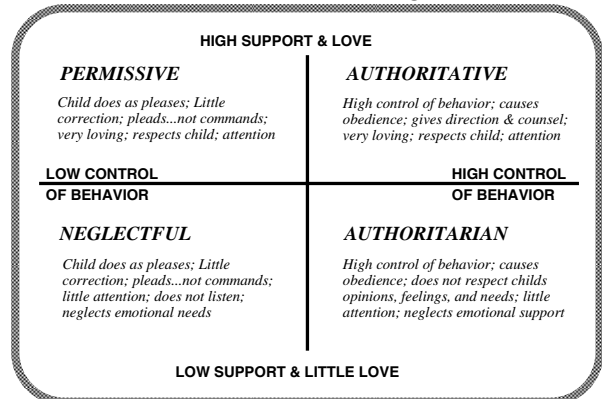 HIGH SUPPORT & LOVE
PERMISSIVE
Child does as pleases; Little
correction; pleads...not commands;
very loving; respects child; attention
AUTHORITATIVE
High control of behavior; causes
obedience; gives direction & counsel;
very loving; respects child; attention
LOW CONTROL
OF BEHAVIOR
HIGH CONTROL
OF BEHAVIOR
NEGLECTFUL
Child does as pleases; Little
correction; pleads...not commands;
little attention; does not listen;
neglects emotional needs
AUTHORITARIAN
High control of behavior; causes
obedience; does not respect childs
opinions, feelings, and needs; little
attention; neglects emotional support
LOW SUPPORT & LITTLE LOVE